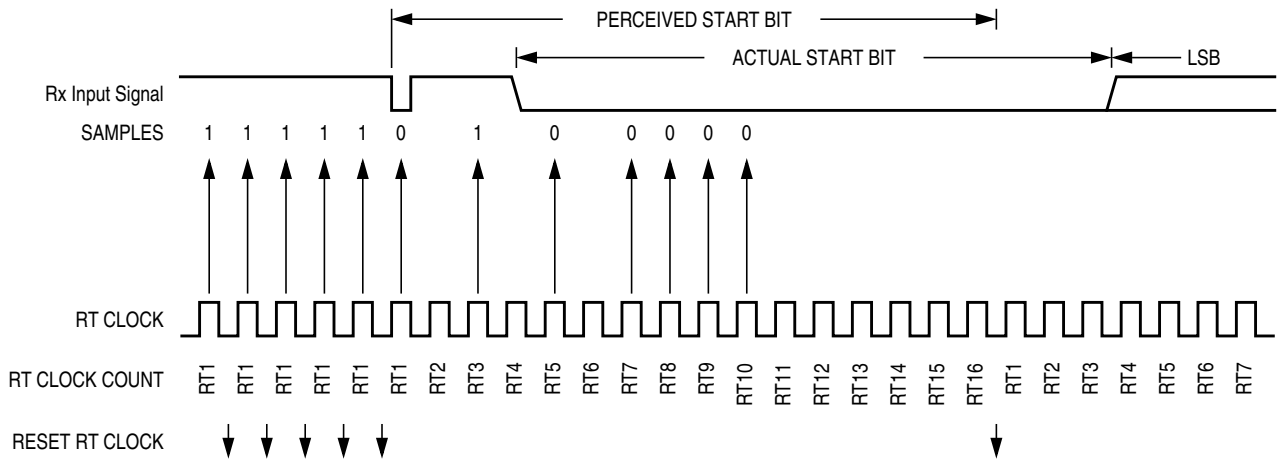 PERCEIVED START BIT
ACTUAL START BIT LSB
Rx Input Signal
SAMPLES 1 1 1 1 1 0 1 0 0 0 0 0
RT CLOCK
RT CLOCK COUNT RT1 RT1 RT1 RT1 RT1 RT1 RT2 RT3 RT4 RT5 RT6 RT7 RT8 RT9 RT10 RT11 RT12 RT13 RT14 RT15 RT16 RT1 RT2 RT3 RT4 RT5 RT6 RT7
RESET RT CLOCK